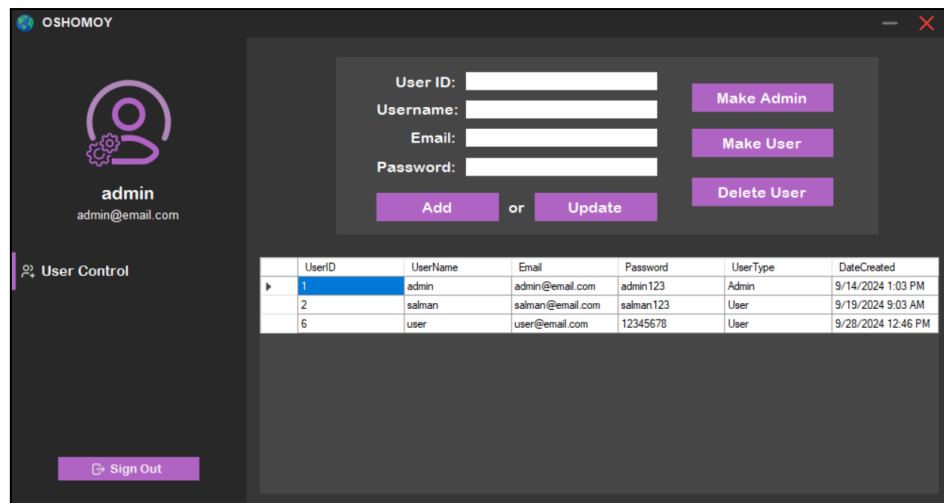 OSHOMOY
admin
admin@email.com
User Control
Sign Out
User ID:
Username:
Email:
Password:
Add or Update
Make Admin
Make User
Delete User
UserID UserName Email Password UserType DateCreated
1 admin admin@email.com admin123 Admin 9/14/2024 1:03 PM
2 salman salman@email.com salman123 User 9/19/2024 9:03 AM
6 user user@email.com 12345678 User 9/28/2024 12:46 PM